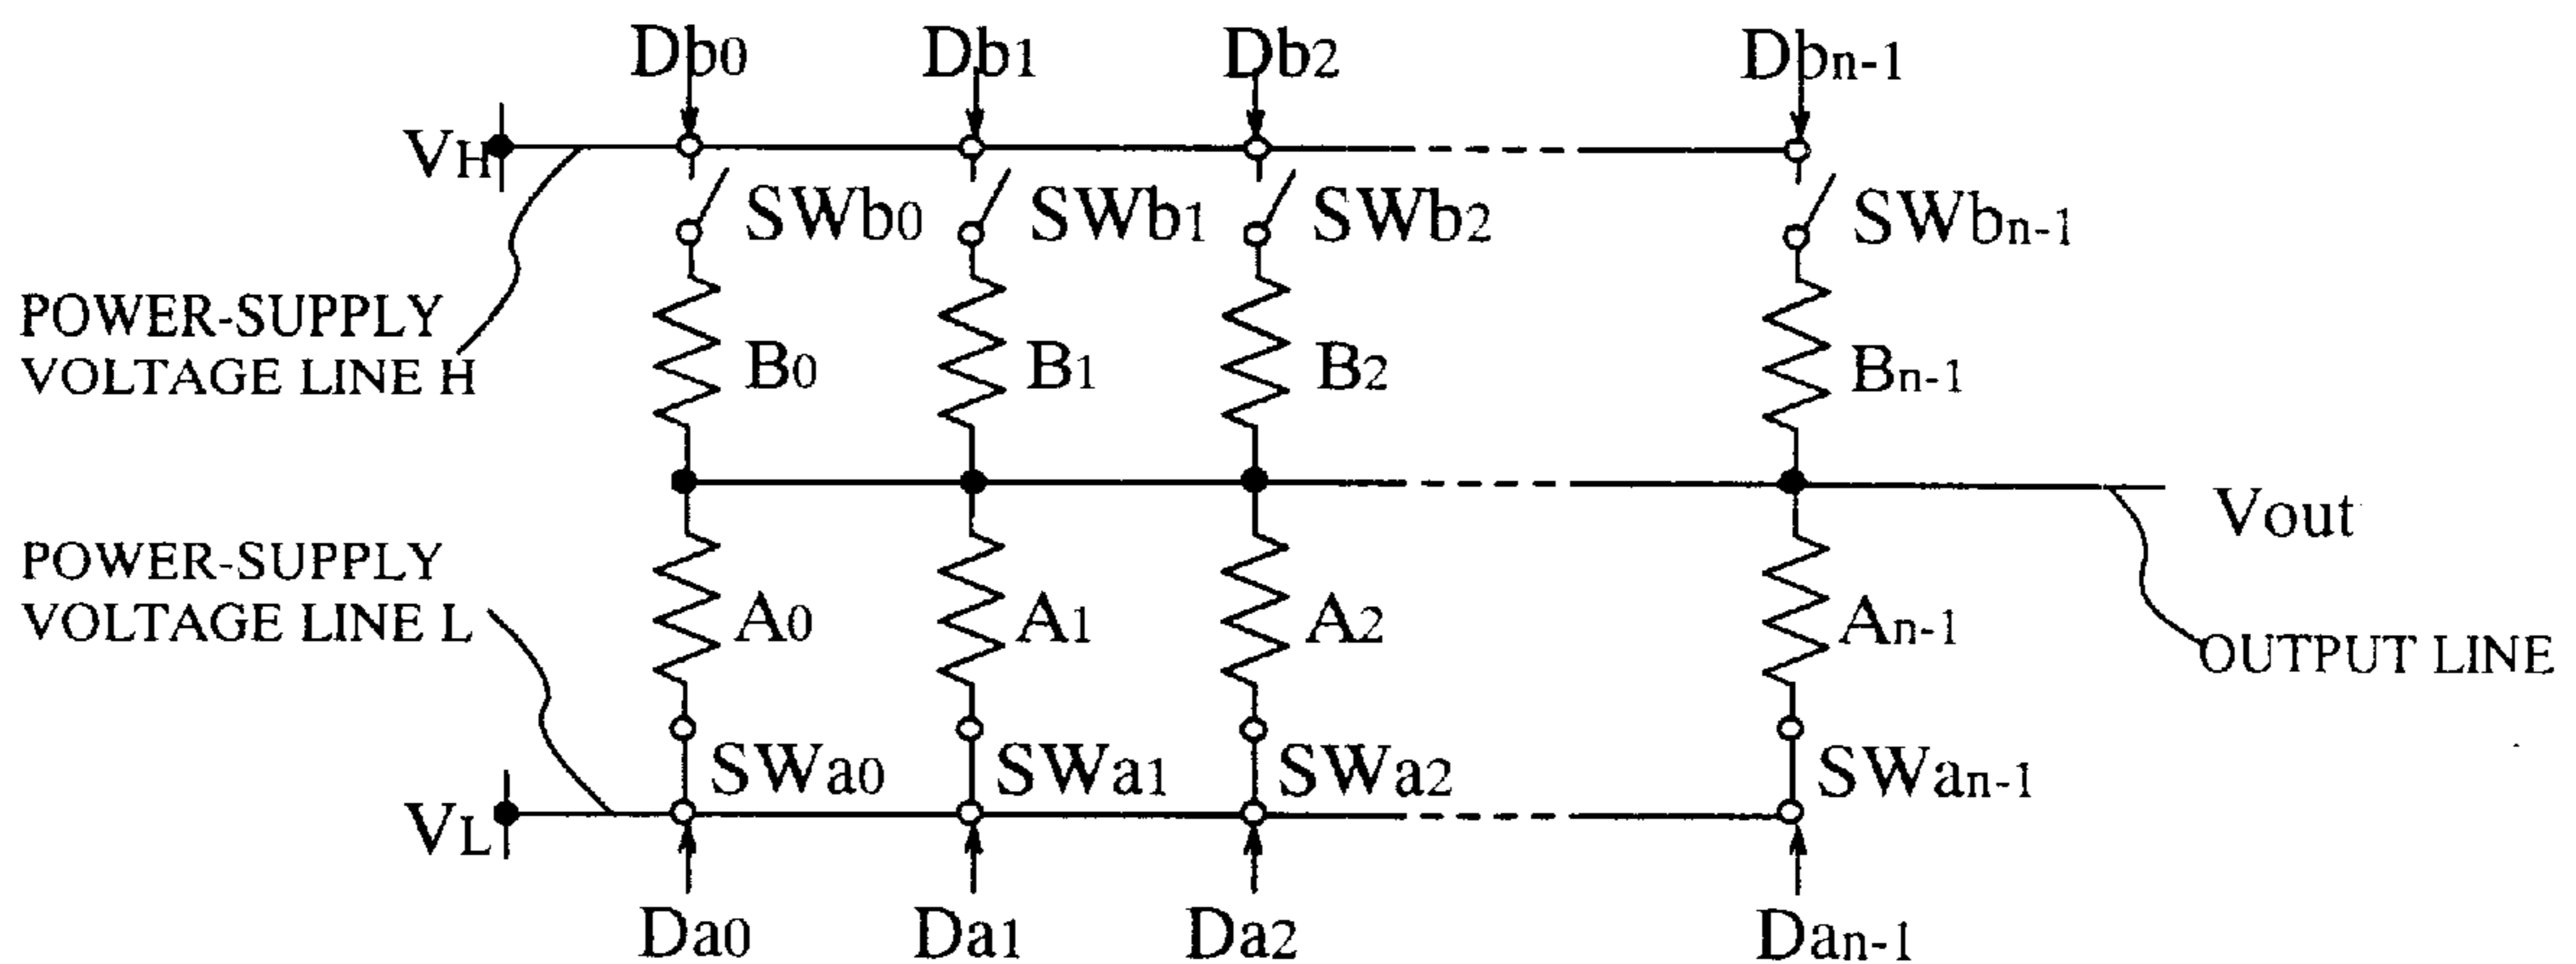 Db0 Db1 Db2 Dbn-1
VH
SWb0 SWb1 SWb2 SWbn-1
POWER-SUPPLY
VOLTAGE LINE H
B0 B1 B2 Bn-1
Vout
POWER-SUPPLY
VOLTAGE LINE L
A0 A1 A2 An-1
OUTPUT LINE
SWa0 SWa1 SWa2 SWan-1
VL
Da0 Da1 Da2 Dan-1